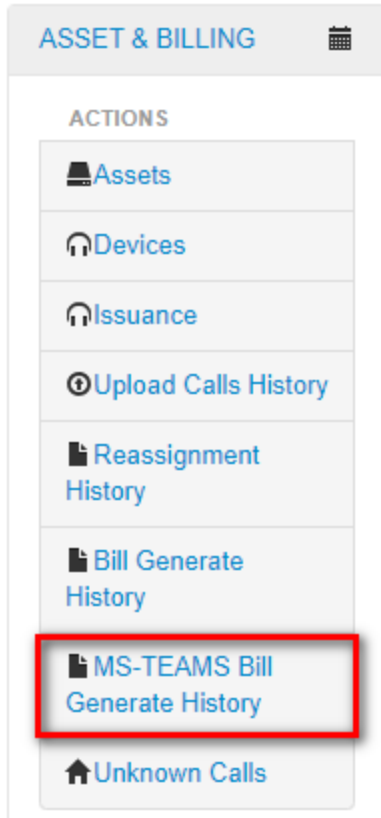 ASSET & BILLING
ACTIONS
Assets
Devices
Issuance
Upload Calls History
Reassignment
History
Bill Generate
History
MS-TEAMS Bill
Generate History
Unknown Calls